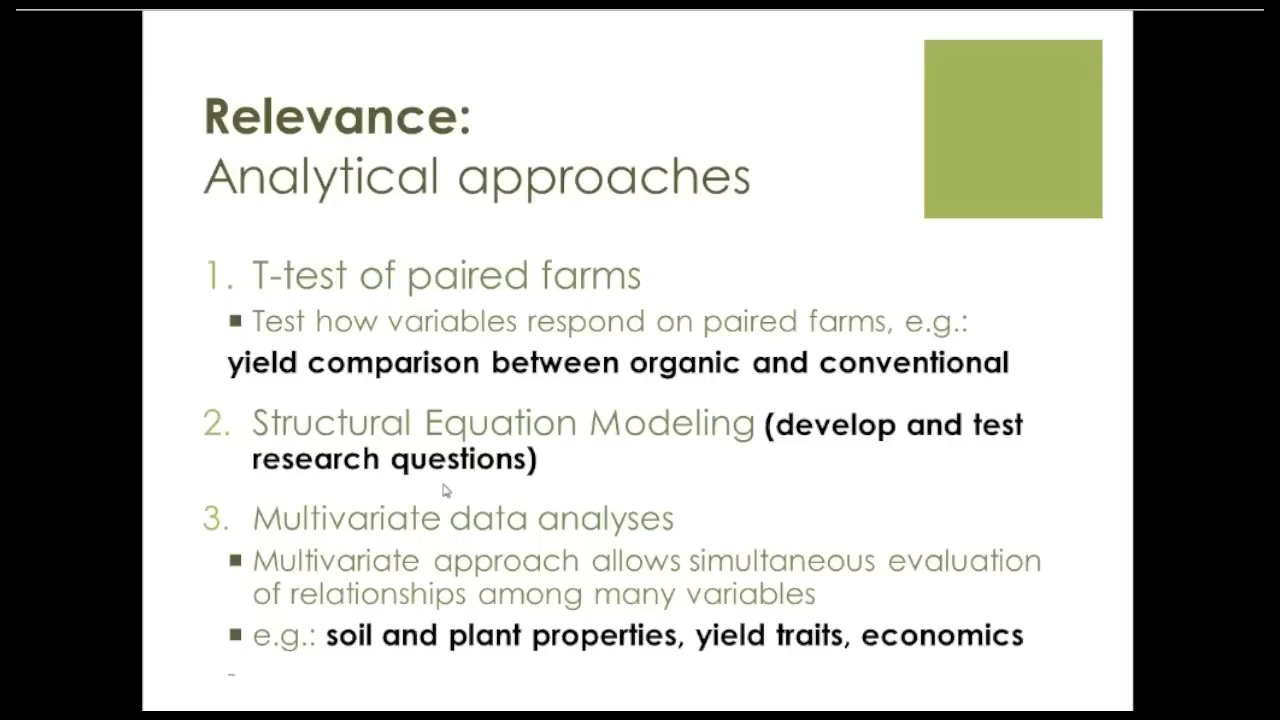 Relevance:
Analytical approaches
1. T-test of paired farms
▪ Test how variables respond on paired farms, e.g.:
yield comparison between organic and conventional
2. Structural Equation Modeling (develop and test
research questions)
3. Multivariate data analyses
▪ Multivariate approach allows simultaneous evaluation
of relationships among many variables
▪ e.g.: soil and plant properties, yield traits, economics
-